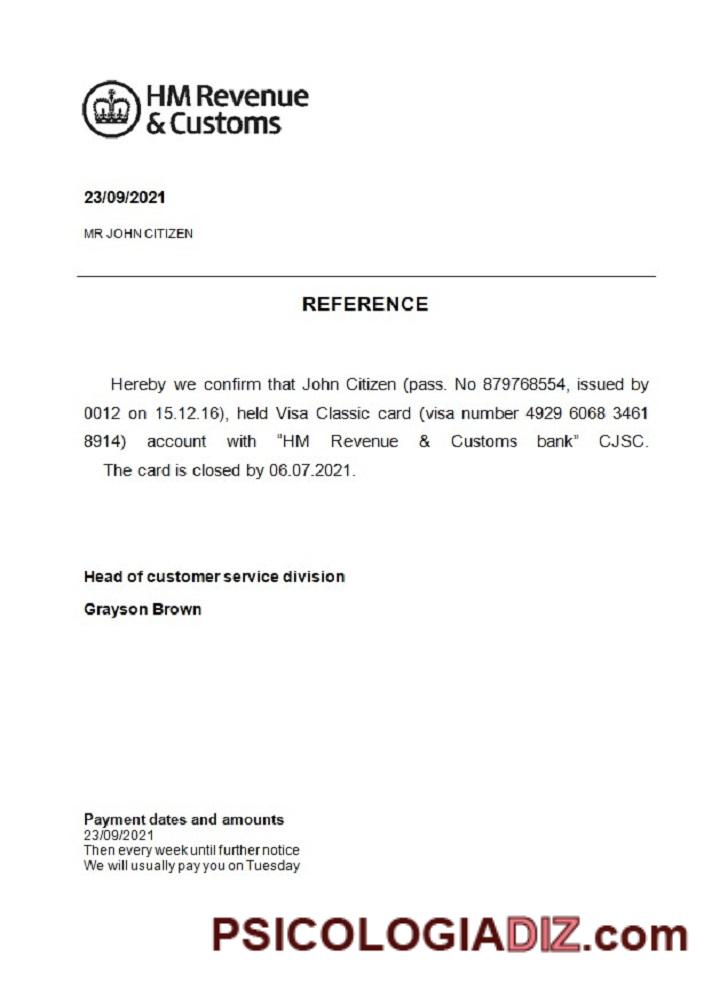 HM Revenue
& Customs
23/09/2021
MR JOHN CITIZEN
REFERENCE
Hereby we confirm that John Citizen (pass. No 879768554, issued by
0012 on 15.12.16), held Visa Classic card (visa number 4929 6068 3461
8914) account with "HM Revenue & Customs bank" CJSC.
The card is closed by 06.07.2021.
Head of customer service division
Grayson Brown
Payment dates and amounts
23/09/2021
Then every week until further notice
We will usually pay you on Tuesday
PSICOLOGIADIZ.com